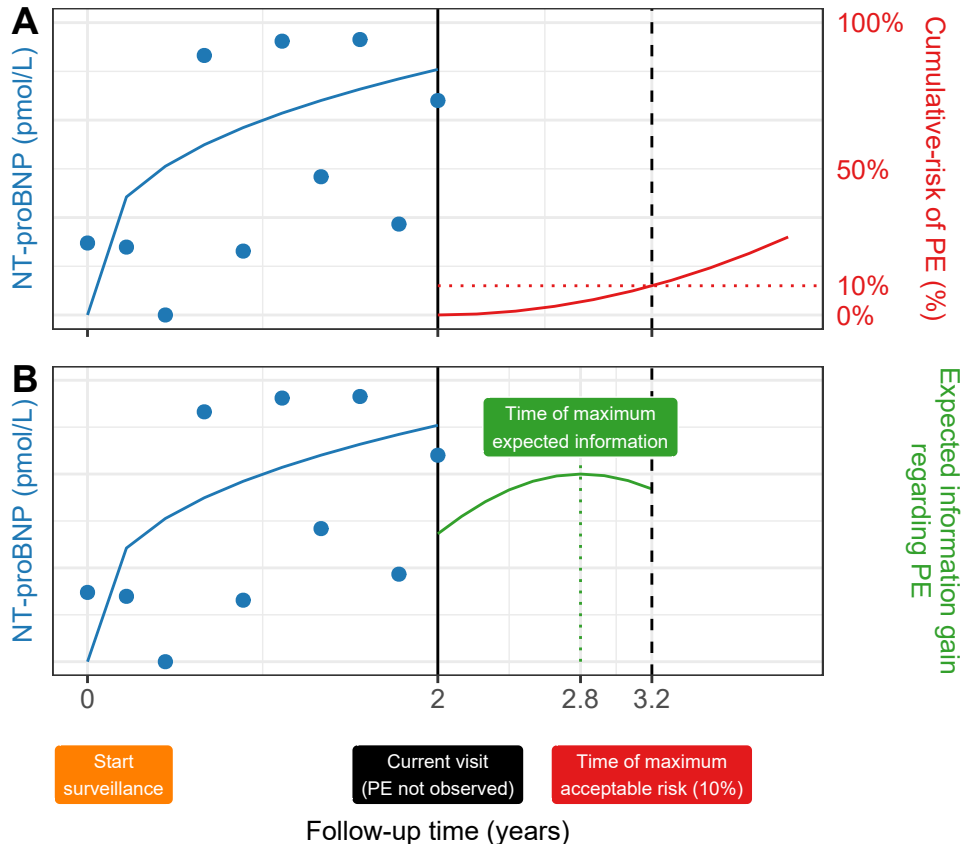 A
NT-proBNP (pmol/L)
100%
50%
10%
0%
Cumulative-risk of PE (%)
B
NT-proBNP (pmol/L)
Time of maximum
expected information
Expected information gain
regarding PE
0
2
2.8
3.2
Start
surveillance
Current visit
(PE not observed)
Time of maximum
acceptable risk (10%)
Follow-up time (years)